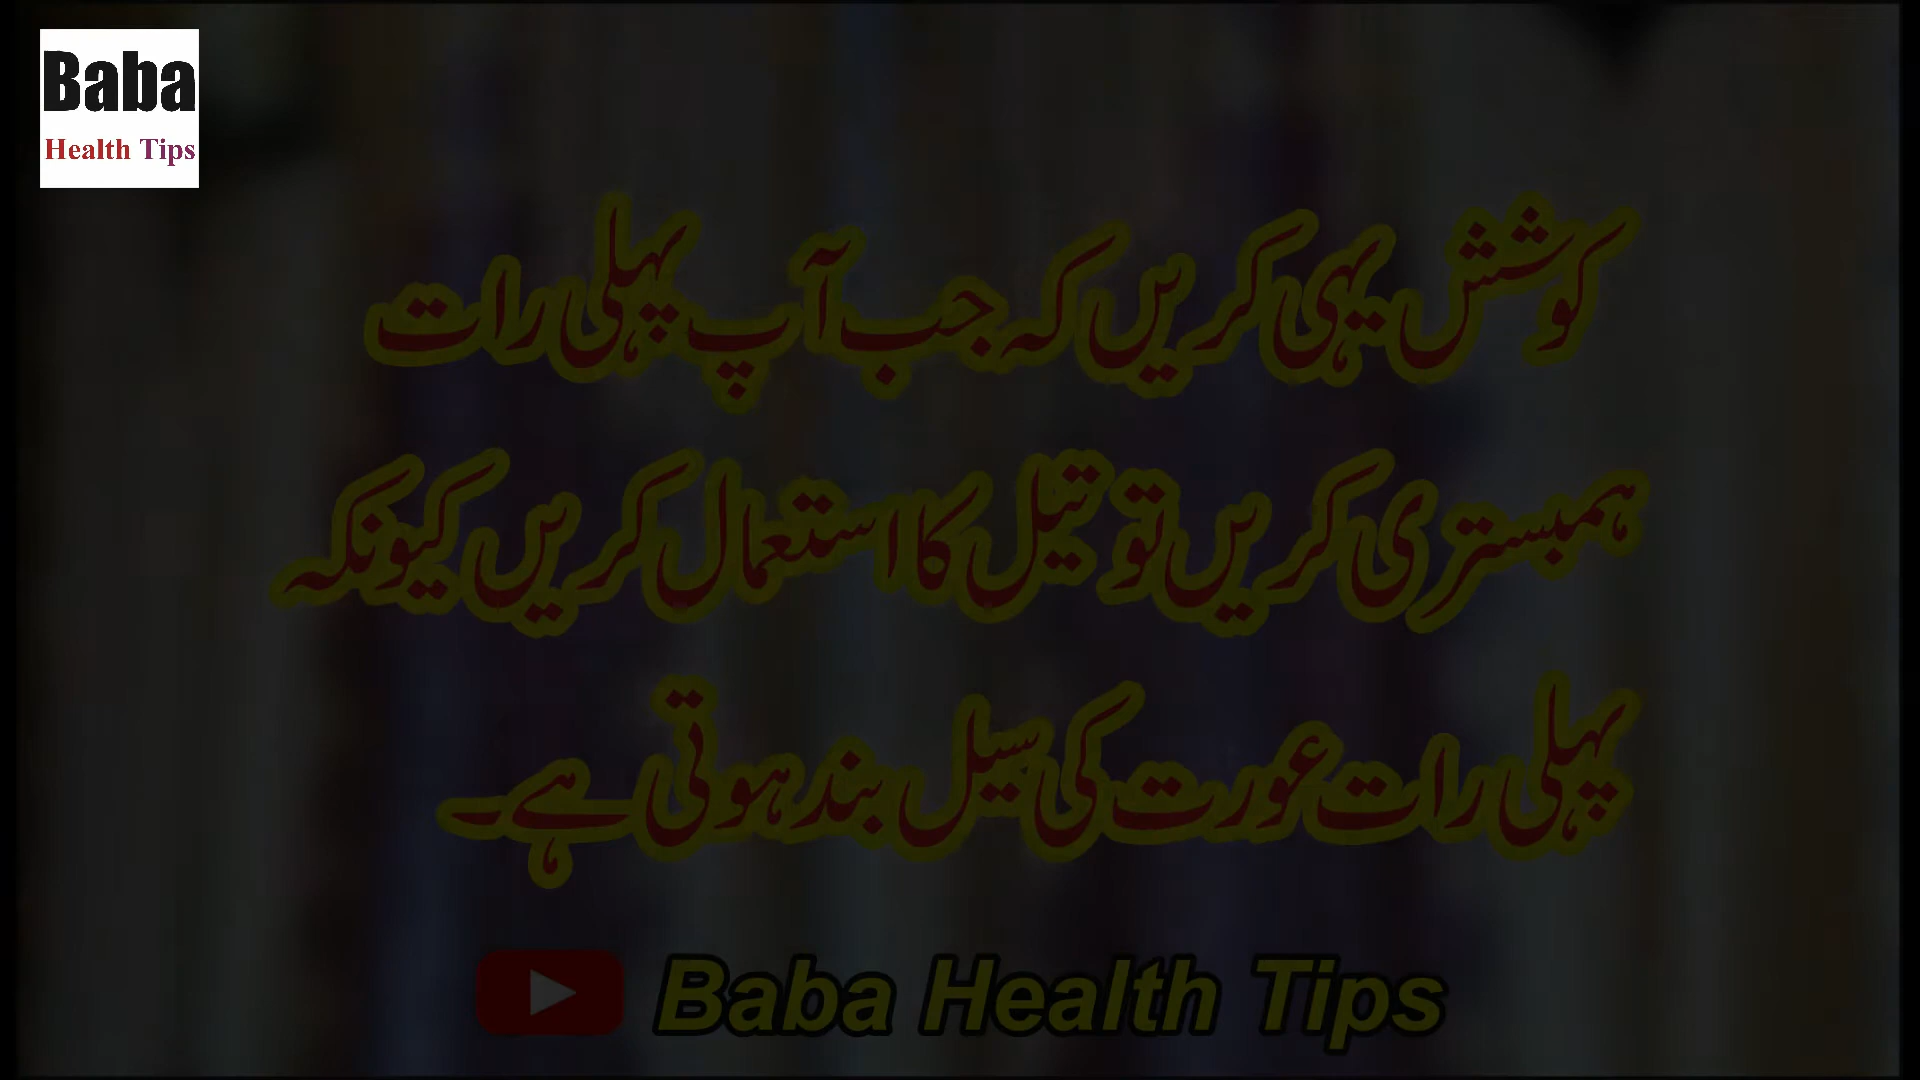 Baba
Health Tips
کوشش یہی کریں کہ جب آپ پہلی رات
ہمبستری کریں تو تیل کا استعمال کریں کیونکہ
پہلی رات عورت کی سیل بند ہوتی ہے۔
Baba Health Tips